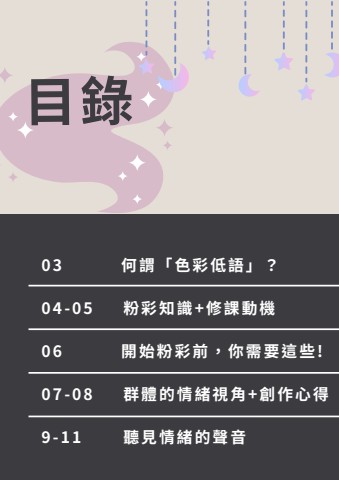 目錄
03 何謂「色彩低語」？
04-05 粉彩知識+修課動機
06 開始粉彩前，你需要這些!
07-08 群體的情緒視角+創作心得
9-11 聽見情緒的聲音